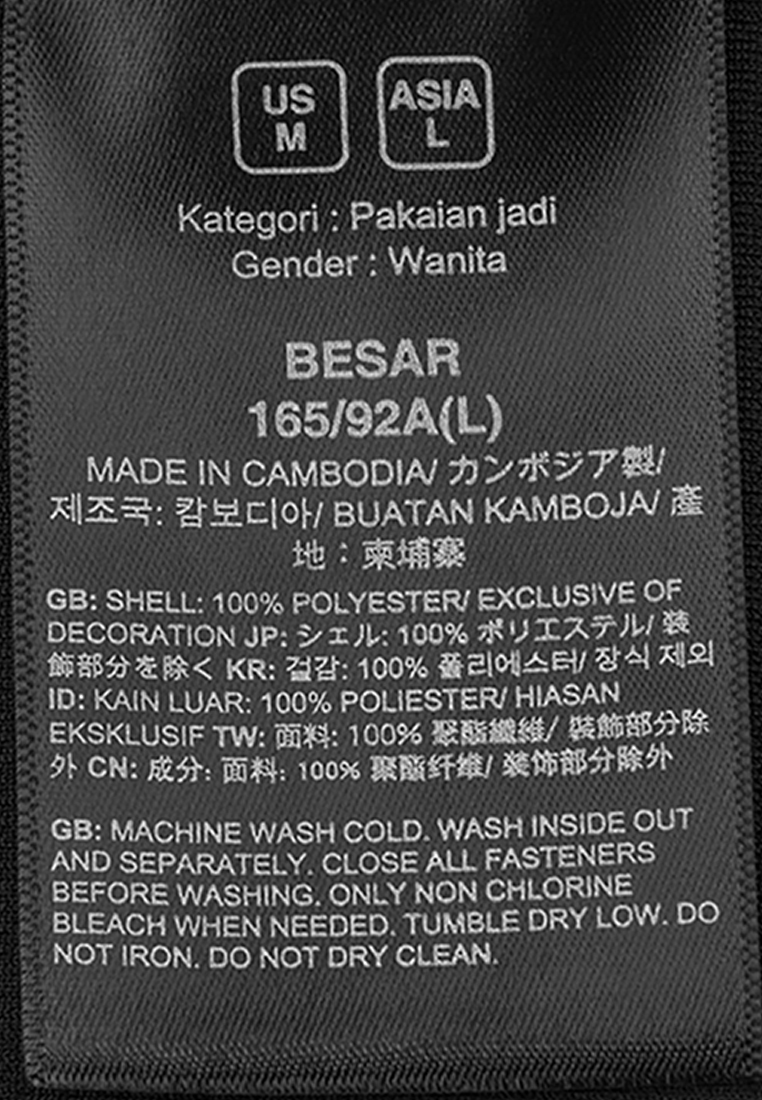 US
M
ASIA
L
Kategori : Pakaian jadi
Gender : Wanita
BESAR
165/92A(L)
MADE IN CAMBODIA/ カンボジア製/
제조국: 캄보디아/ BUATAN KAMBOJA/ 產
地：柬埔寨
GB: SHELL: 100% POLYESTER/ EXCLUSIVE OF
DECORATION JP: シェル: 100% ポリエステル/ 装
飾部分を除く KR: 겉감: 100% 폴리에스터/ 장식 제외
ID: KAIN LUAR: 100% POLIESTER/ HIASAN
EKSKLUSIF TW: 面料: 100% 聚酯纖維/ 裝飾部分除
外 CN: 成分: 面料: 100% 聚酯纤维/ 装饰部分除外
GB: MACHINE WASH COLD. WASH INSIDE OUT
AND SEPARATELY. CLOSE ALL FASTENERS
BEFORE WASHING. ONLY NON CHLORINE
BLEACH WHEN NEEDED. TUMBLE DRY LOW. DO
NOT IRON. DO NOT DRY CLEAN.